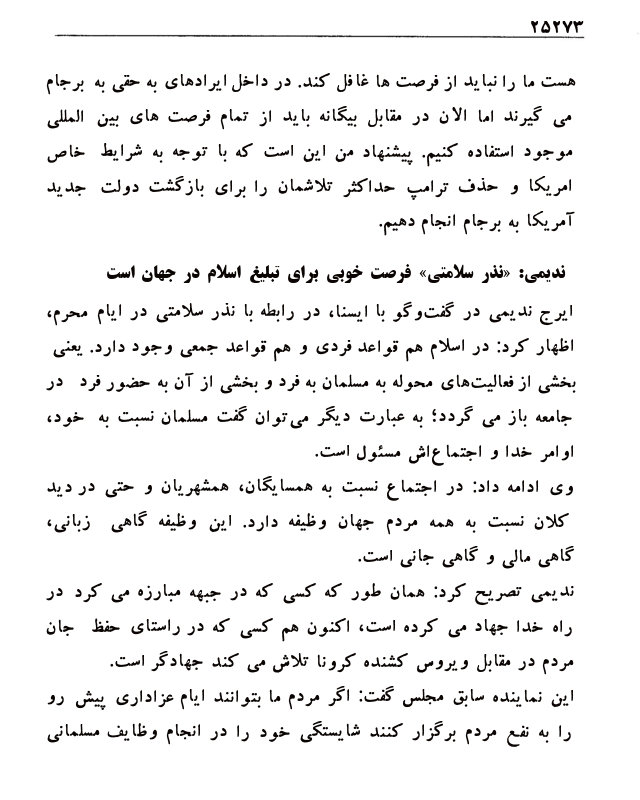 ۲۵۲۷۳
هست ما را نباید از فرصت ها غافل کند. در داخل ایرادهای به حقی به برجام
می گیرند اما الان در مقابل بیگانه باید از تمام فرصت های بین المللی
موجود استفاده کنیم. پیشنهاد من این است که با توجه به شرایط خاص
امریکا و حذف ترامپ حداکثر تلاشمان را برای بازگشت دولت جدید
آمریکا به برجام انجام دهیم.
ندیمی: «نذر سلامتی» فرصت خوبی برای تبلیغ اسلام در جهان است
ایرج ندیمی در گفت‌وگو با ایسنا، در رابطه با نذر سلامتی در ایام محرم،
اظهار کرد: در اسلام هم قواعد فردی و هم قواعد جمعی وجود دارد. یعنی
بخشی از فعالیت‌های محوله به مسلمان به فرد و بخشی از آن به حضور فرد در
جامعه باز می گردد؛ به عبارت دیگر می‌توان گفت مسلمان نسبت به خود،
اوامر خدا و اجتماع‌اش مسئول است.
وی ادامه داد: در اجتماع نسبت به همسایگان، همشهریان و حتی در دید
کلان نسبت به همه مردم جهان وظیفه دارد. این وظیفه گاهی زبانی،
گاهی مالی و گاهی جانی است.
ندیمی تصریح کرد: همان طور که کسی که در جبهه مبارزه می کرد در
راه خدا جهاد می کرده است، اکنون هم کسی که در راستای حفظ جان
مردم در مقابل ویروس کشنده کرونا تلاش می کند جهادگر است.
این نماینده سابق مجلس گفت: اگر مردم ما بتوانند ایام عزاداری پیش رو
را به نفع مردم برگزار کنند شایستگی خود را در انجام وظایف مسلمانی